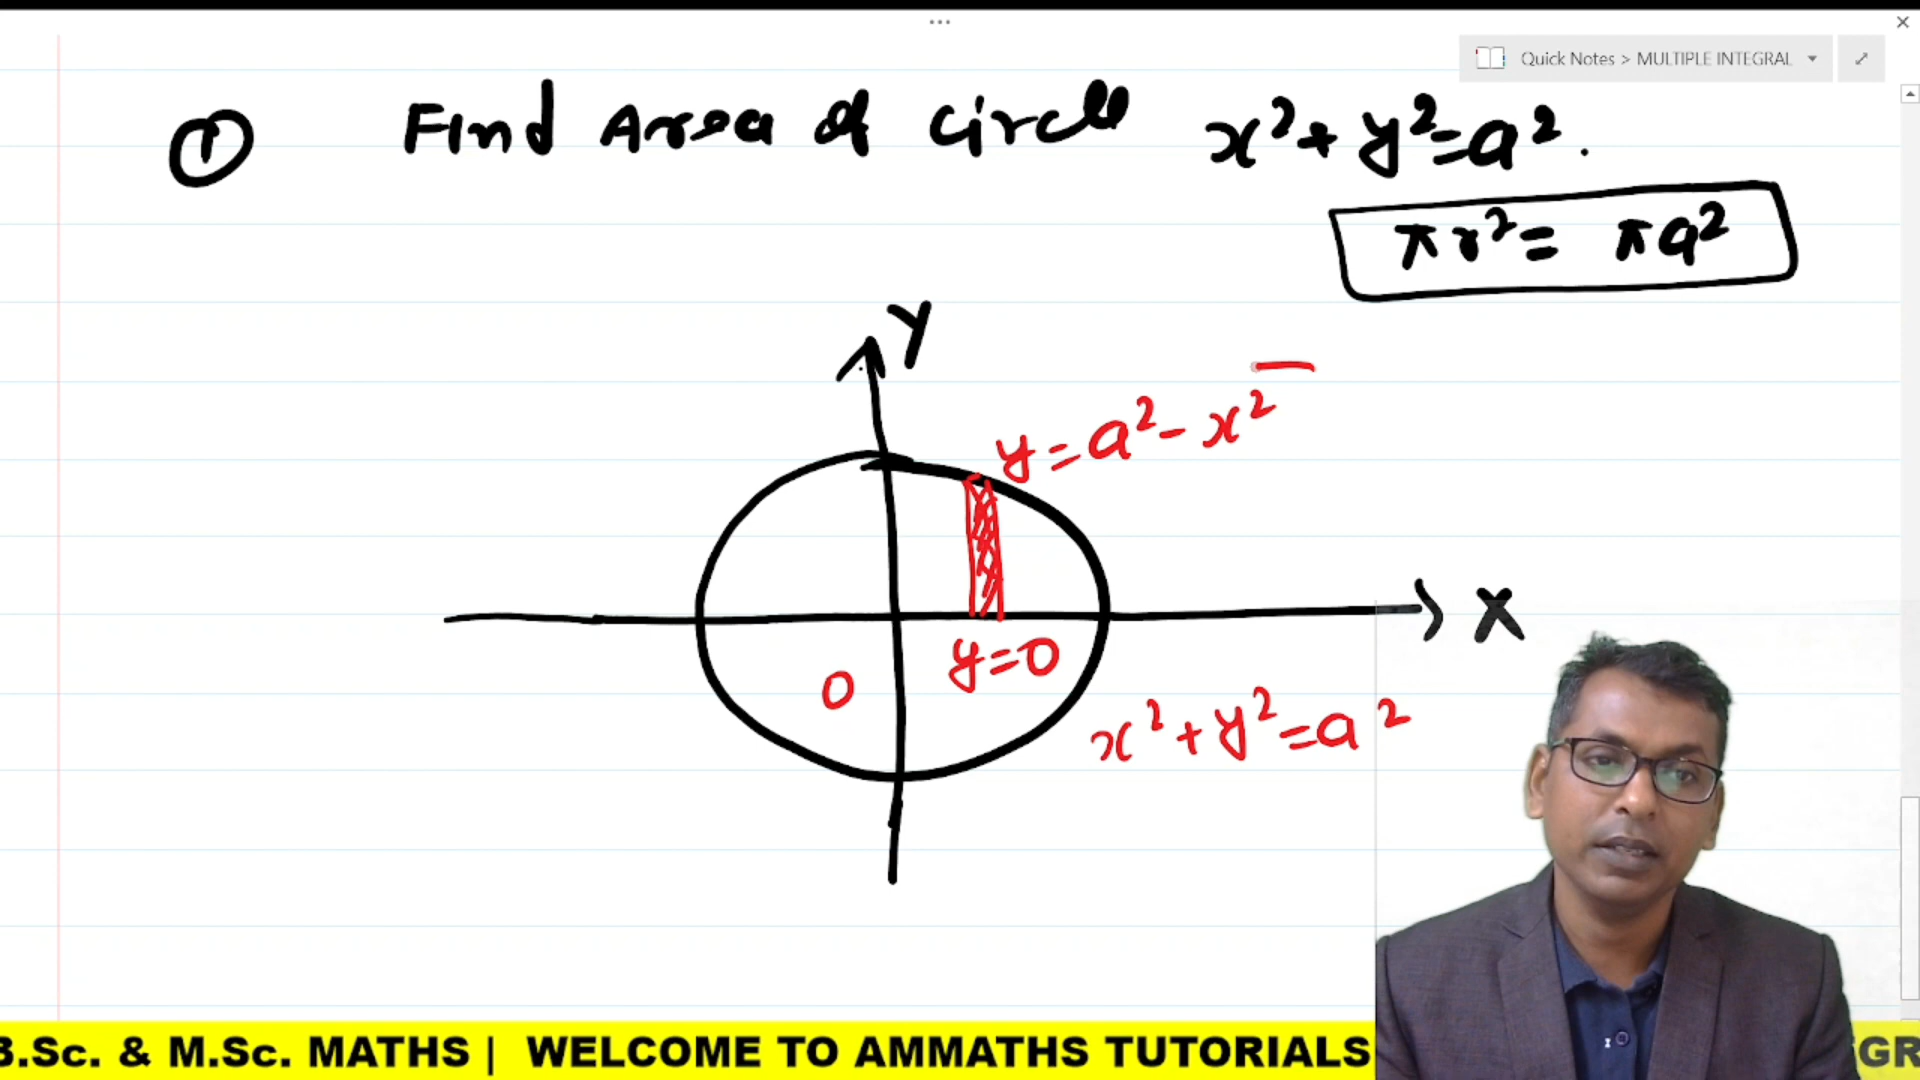 Quick Notes > MULTIPLE INTEGRAL
① Find Area of Circle x²+y²=a².
πr²= πa²
Y
y=a²-x²
X
y=0
0
x²+y²=a²
B.Sc. & M.Sc. MATHS | WELCOME TO AMMATHS TUTORIALS
GR